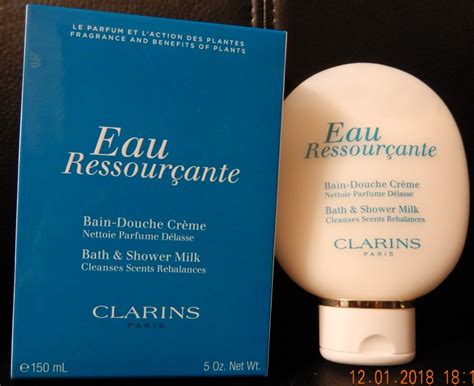 LE PARFUM ET L'ACTION DES PLANTES
FRAGRANCE AND BENEFITS OF PLANTS
Eau
Ressourçante
Bain-Douche Crème
Nettoie Parfume Délasse
Bath & Shower Milk
Cleanses Scents Rebalances
CLARINS
PARIS
℮150 mL
5 Oz. Net Wt.
Eau
Ressourçante
Bain-Douche Crème
Nettoie Parfume Délasse
Bath & Shower Milk
Cleanses Scents Rebalances
CLARINS
PARIS
12.01.2018 18:1